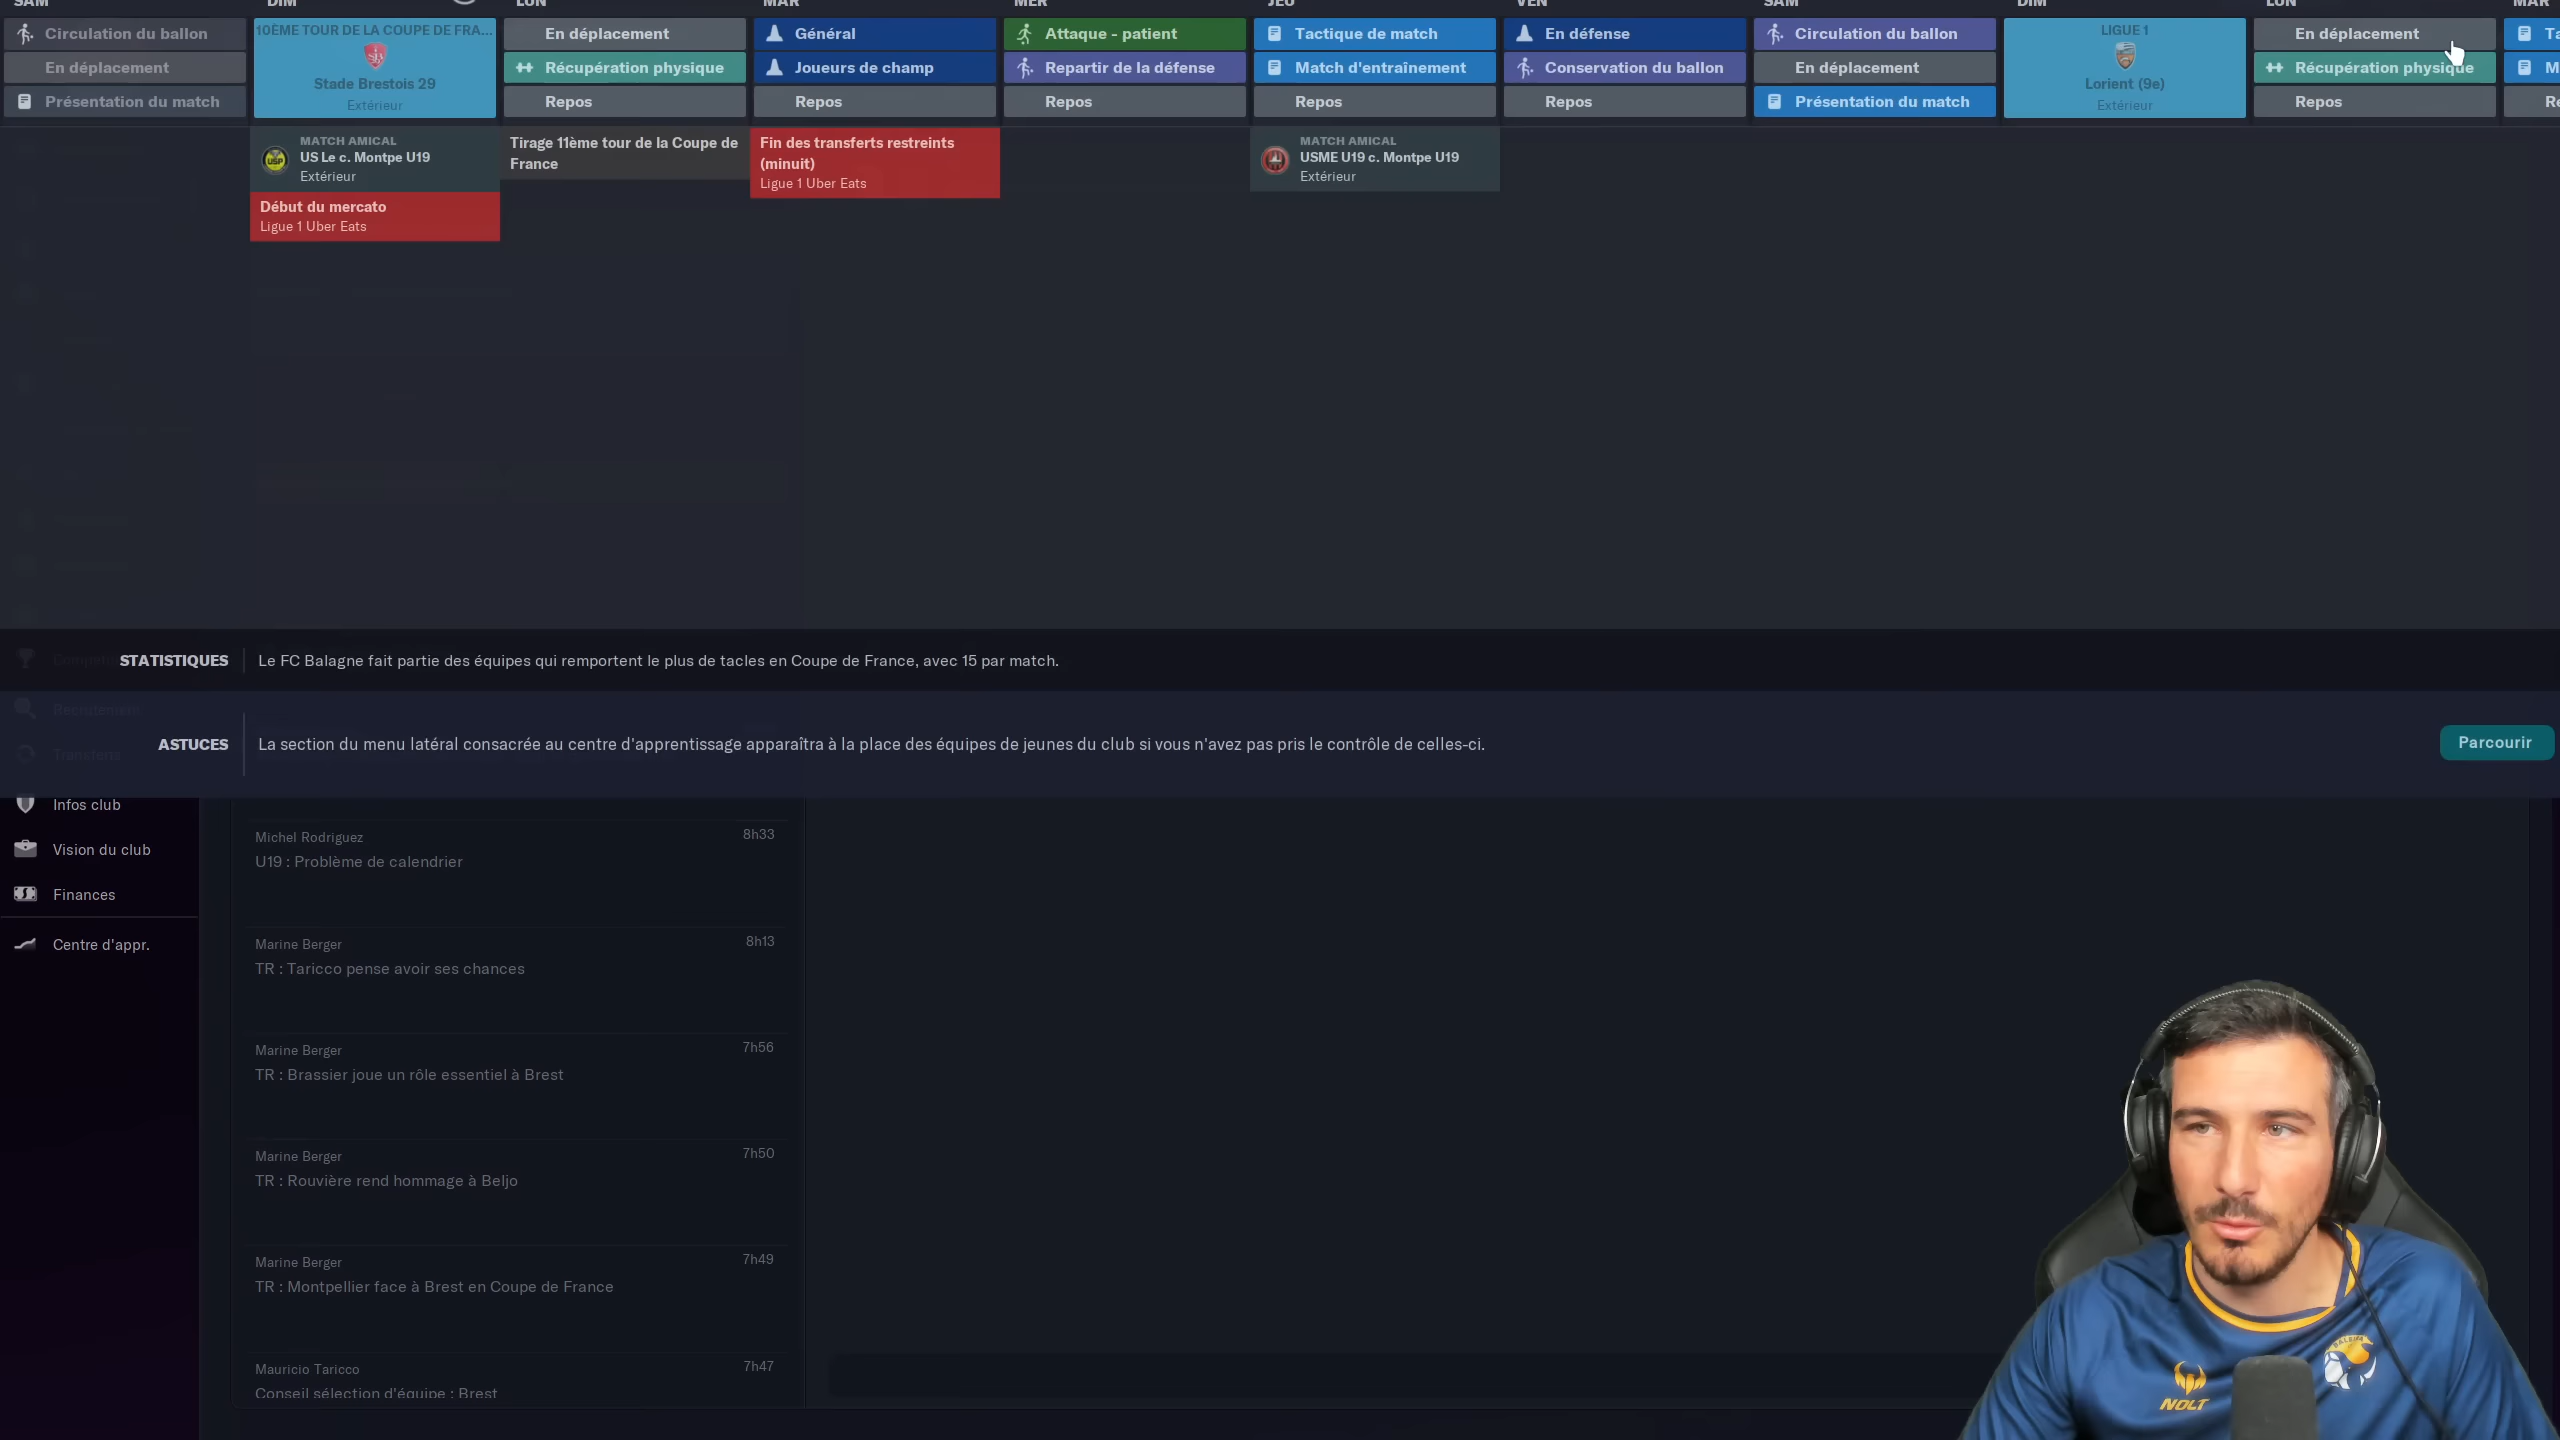 SAM DIM LUN MAR MER JEU VEN SAM DIM LUN MAR
Circulation du ballon
En déplacement
Présentation du match
10ÈME TOUR DE LA COUPE DE FRA...
Stade Brestois 29
Extérieur
En déplacement
Récupération physique
Repos
Général
Joueurs de champ
Repos
Attaque - patient
Repartir de la défense
Repos
Tactique de match
Match d'entraînement
Repos
En défense
Conservation du ballon
Repos
Circulation du ballon
En déplacement
Présentation du match
LIGUE 1
Lorient (9e)
Extérieur
En déplacement
Récupération physique
Repos
MATCH AMICAL
US Le c. Montpe U19
Extérieur
Début du mercato
Ligue 1 Uber Eats
Tirage 11ème tour de la Coupe de
France
Fin des transferts restreints
(minuit)
Ligue 1 Uber Eats
MATCH AMICAL
USME U19 c. Montpe U19
Extérieur
STATISTIQUES Le FC Balagne fait partie des équipes qui remportent le plus de tacles en Coupe de France, avec 15 par match.
Recrutement
ASTUCES La section du menu latéral consacrée au centre d'apprentissage apparaîtra à la place des équipes de jeunes du club si vous n'avez pas pris le contrôle de celles-ci.
Parcourir
Transferts
Infos club
Vision du club
Finances
Centre d'appr.
Michel Rodriguez 8h33
U19 : Problème de calendrier
Marine Berger 8h13
TR : Taricco pense avoir ses chances
Marine Berger 7h56
TR : Brassier joue un rôle essentiel à Brest
Marine Berger 7h50
TR : Rouvière rend hommage à Beljo
Marine Berger 7h49
TR : Montpellier face à Brest en Coupe de France
Mauricio Taricco 7h47
Conseil sélection d'équipe : Brest
NOLT